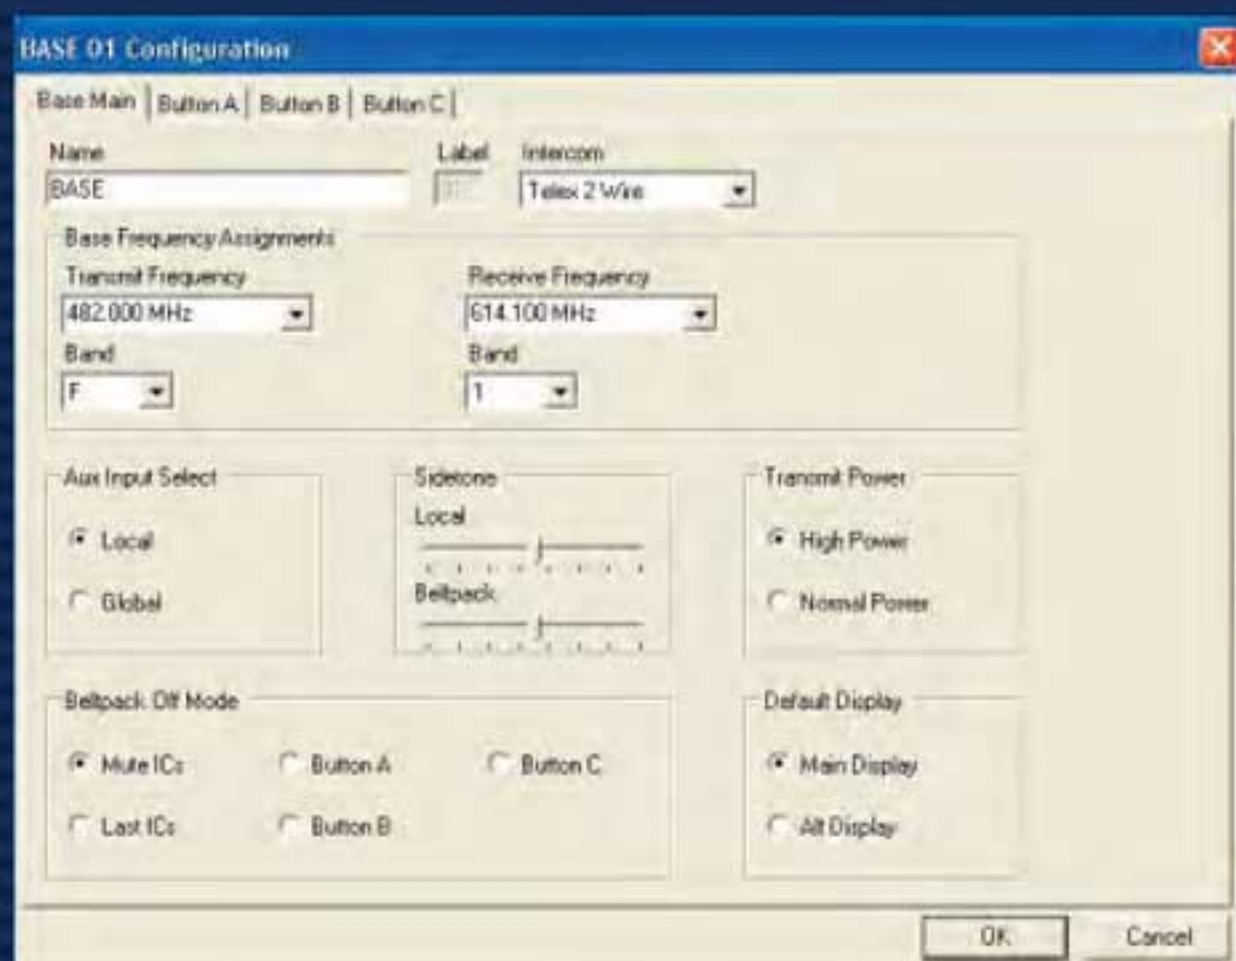 BASE 01 Configuration
Base Main Button A Button B Button C
Name Label Intercom
BASE Telex 2 Wire
Base Frequency Assignments
Transmit Frequency Receive Frequency
482.000 MHz 614.100 MHz
Band Band
F 1
Aux Input Select Sidetone Transmit Power
Local
Local High Power
Beltpack
Global Normal Power
Beltpack Off Mode Default Display
Mute ICs Button A Button C Main Display
Last ICs Button B Alt Display
OK Cancel